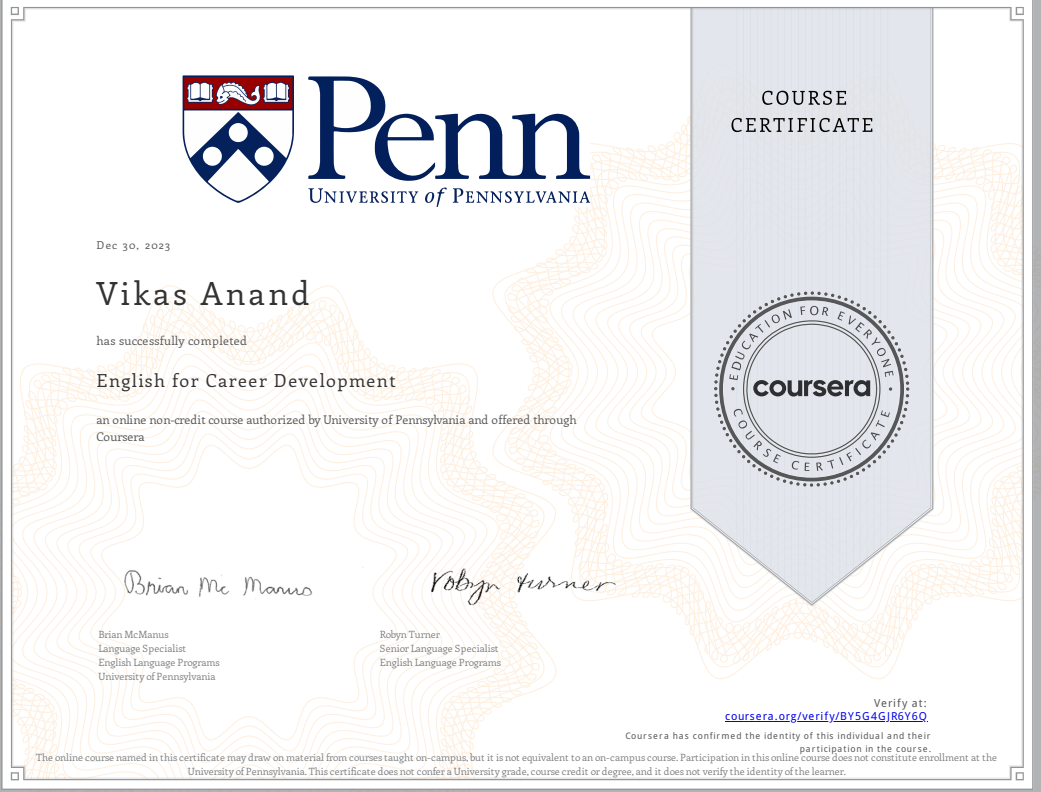 Penn
UNIVERSITY of PENNSYLVANIA
COURSE
CERTIFICATE
Dec 30, 2023
Vikas Anand
has successfully completed
English for Career Development
an online non-credit course authorized by University of Pennsylvania and offered through
Coursera
EDUCATION FOR EVERYONE
coursera
COURSE CERTIFICATE
Brian Mc Manus
Robyn Turner
Brian McManus
Language Specialist
English Language Programs
University of Pennsylvania
Robyn Turner
Senior Language Specialist
English Language Programs
Verify at:
coursera.org/verify/BY5G4GJR6Y6Q
Coursera has confirmed the identity of this individual and their
participation in the course.
The online course named in this certificate may draw on material from courses taught on-campus, but it is not equivalent to an on-campus course. Participation in this online course does not constitute enrollment at the
University of Pennsylvania. This certificate does not confer a University grade, course credit or degree, and it does not verify the identity of the learner.